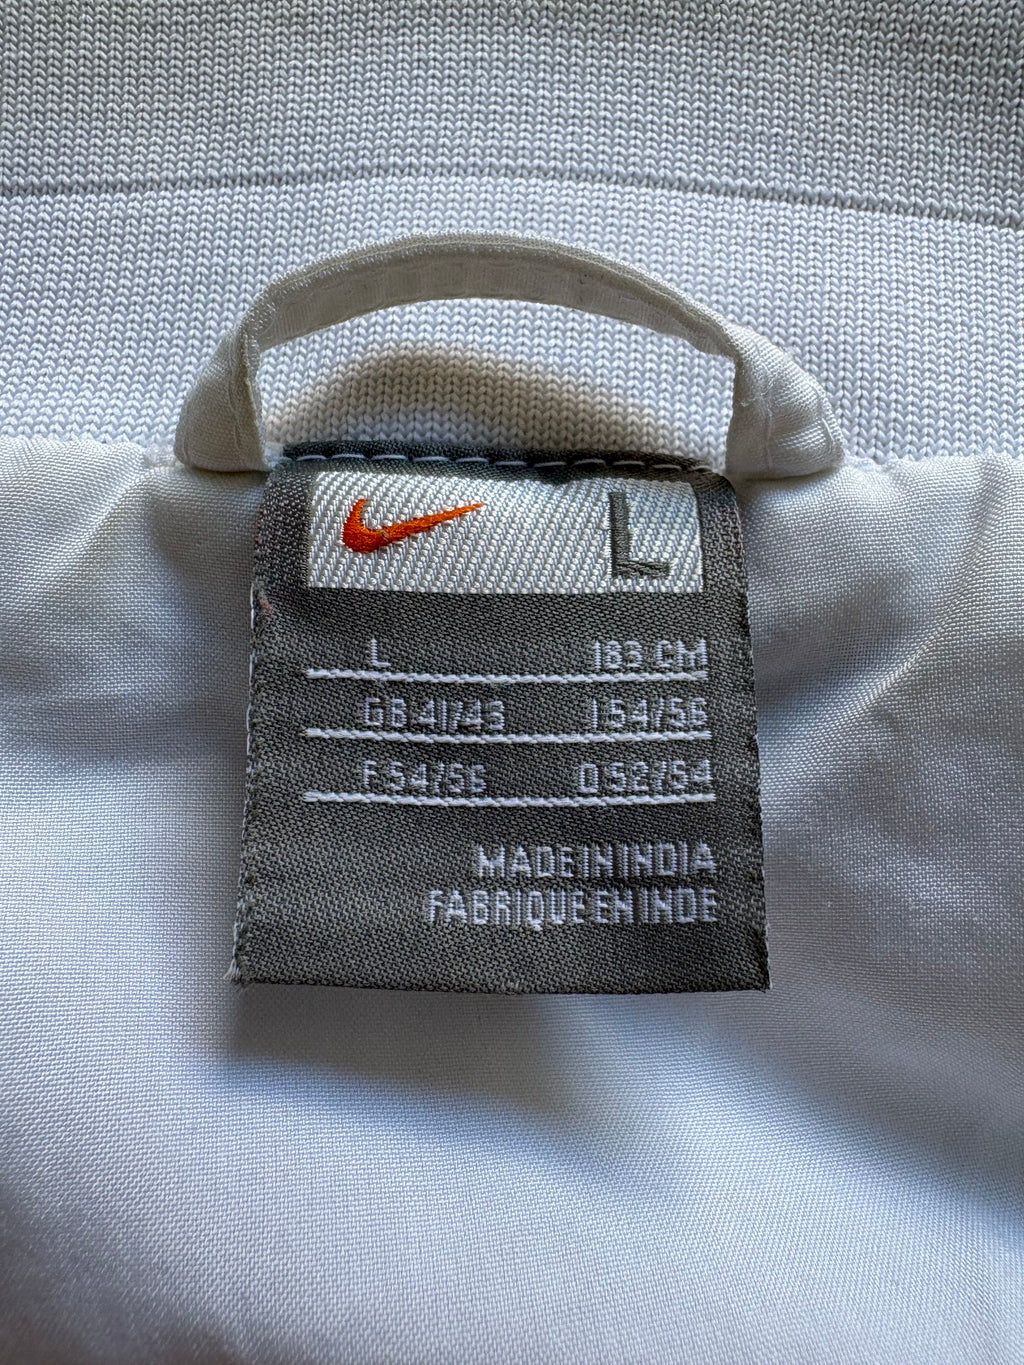 L
L 183 CM
GB 41/43 I 54/56
F 54/56 D 52/54
MADE IN INDIA
FABRIQUE EN INDE